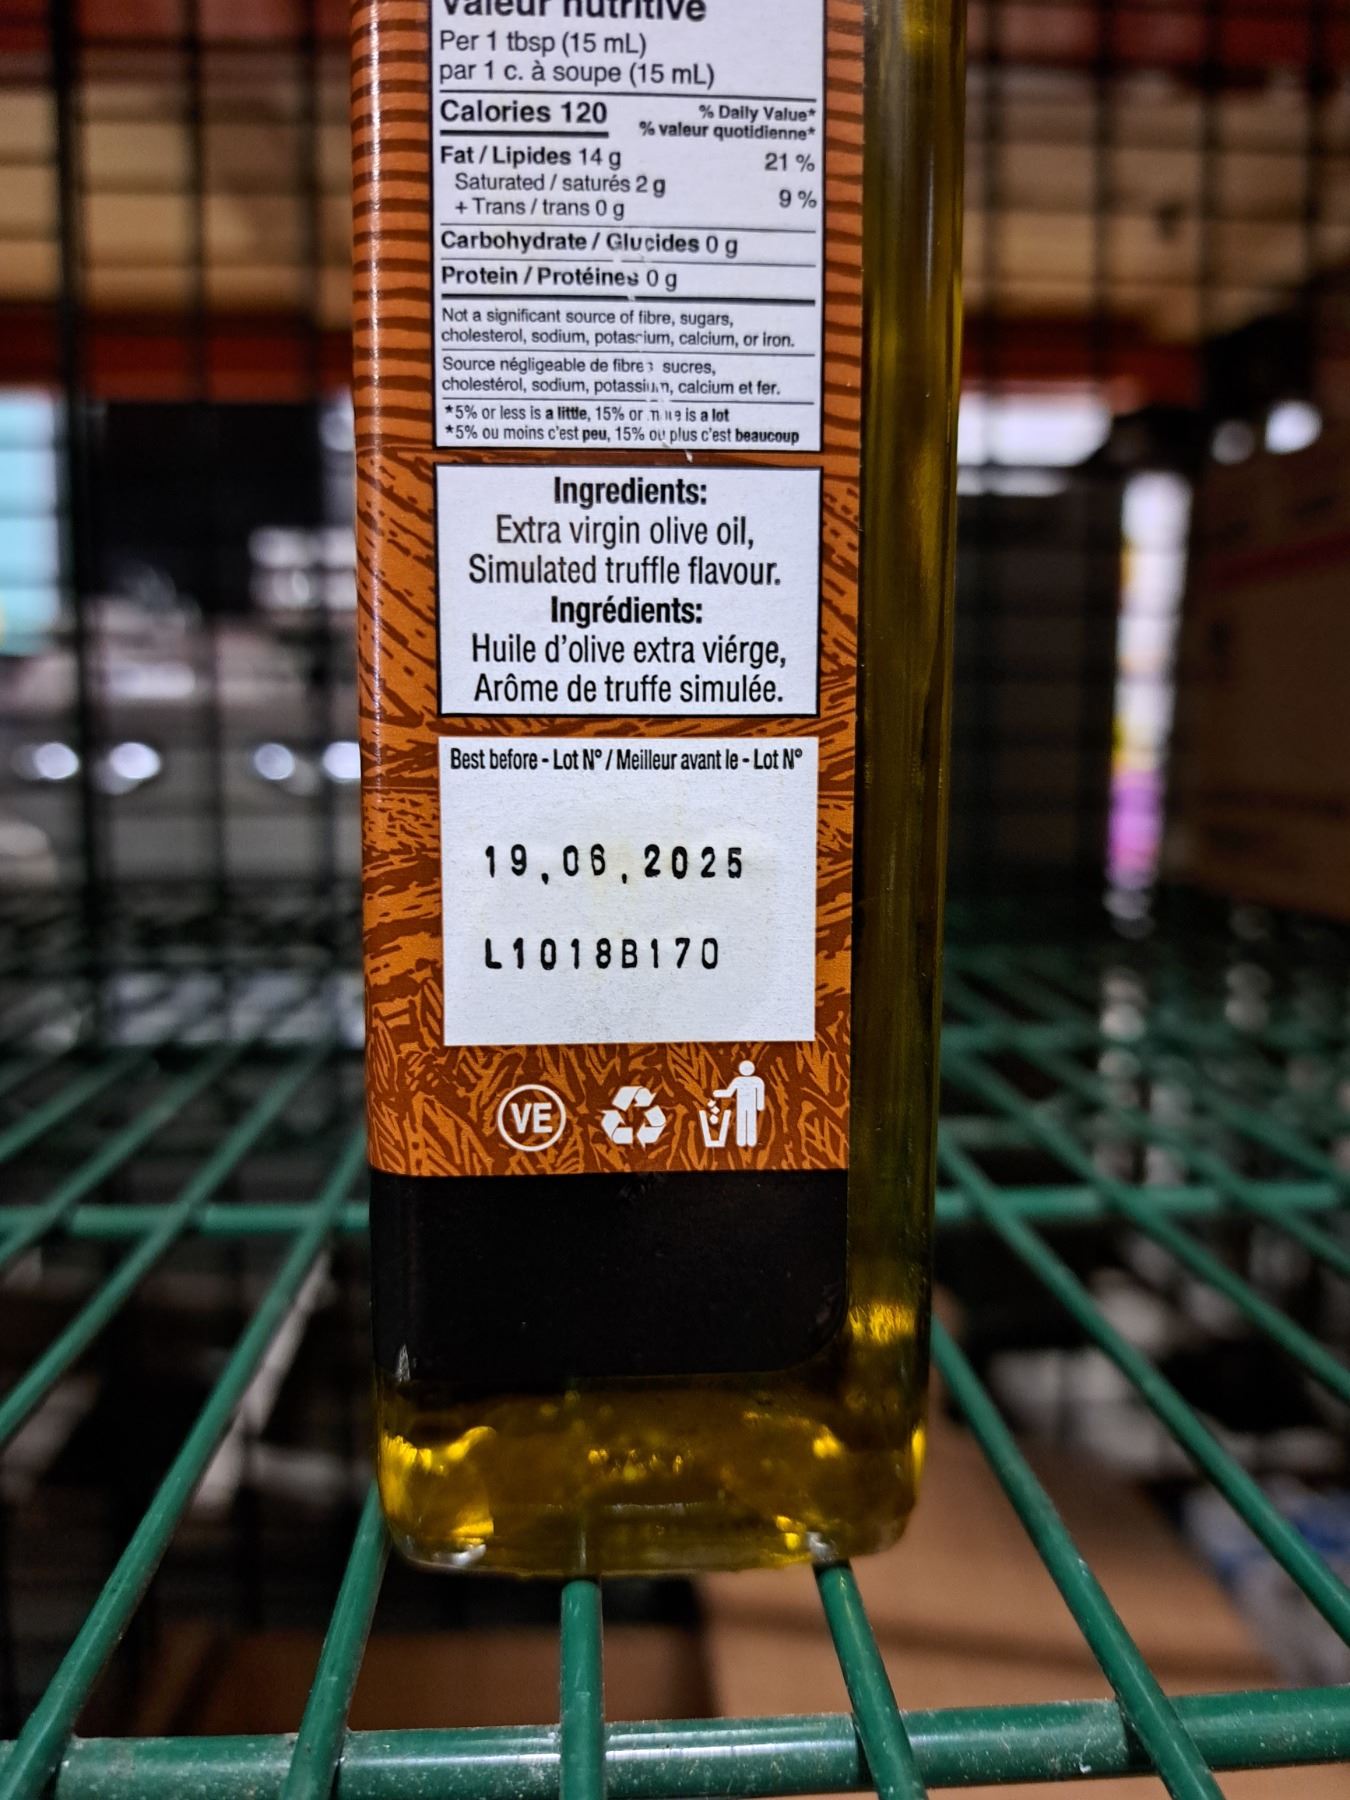 Valeur nutritive
Per 1 tbsp (15 mL)
par 1 c. à soupe (15 mL)
Calories 120
% Daily Value*
% valeur quotidienne*
Fat / Lipides 14 g 21 %
Saturated / saturés 2 g
+ Trans / trans 0 g 9 %
Carbohydrate / Glucides 0 g
Protein / Protéines 0 g
Not a significant source of fibre, sugars,
cholesterol, sodium, potassium, calcium, or iron.
Source négligeable de fibres sucres,
cholestérol, sodium, potassium, calcium et fer.
*5% or less is a little, 15% or more is a lot
*5% ou moins c'est peu, 15% ou plus c'est beaucoup
Ingredients:
Extra virgin olive oil,
Simulated truffle flavour.
Ingrédients:
Huile d'olive extra viérge,
Arôme de truffe simulée.
Best before - Lot Nº / Meilleur avant le - Lot Nº
19.06.2025
L1018B170
VE